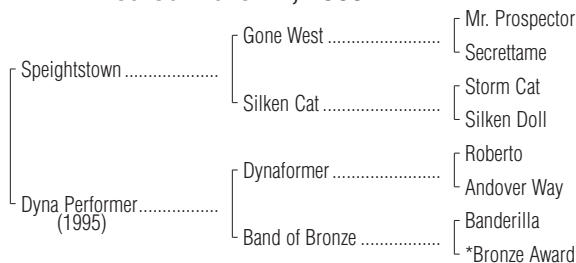 Gone West
Mr. Prospector
Secrettame
Speightstown
Silken Cat
Storm Cat
Silken Doll
Dynaformer
Roberto
Andover Way
Dyna Performer
(1995)
Band of Bronze
Banderilla
*Bronze Award